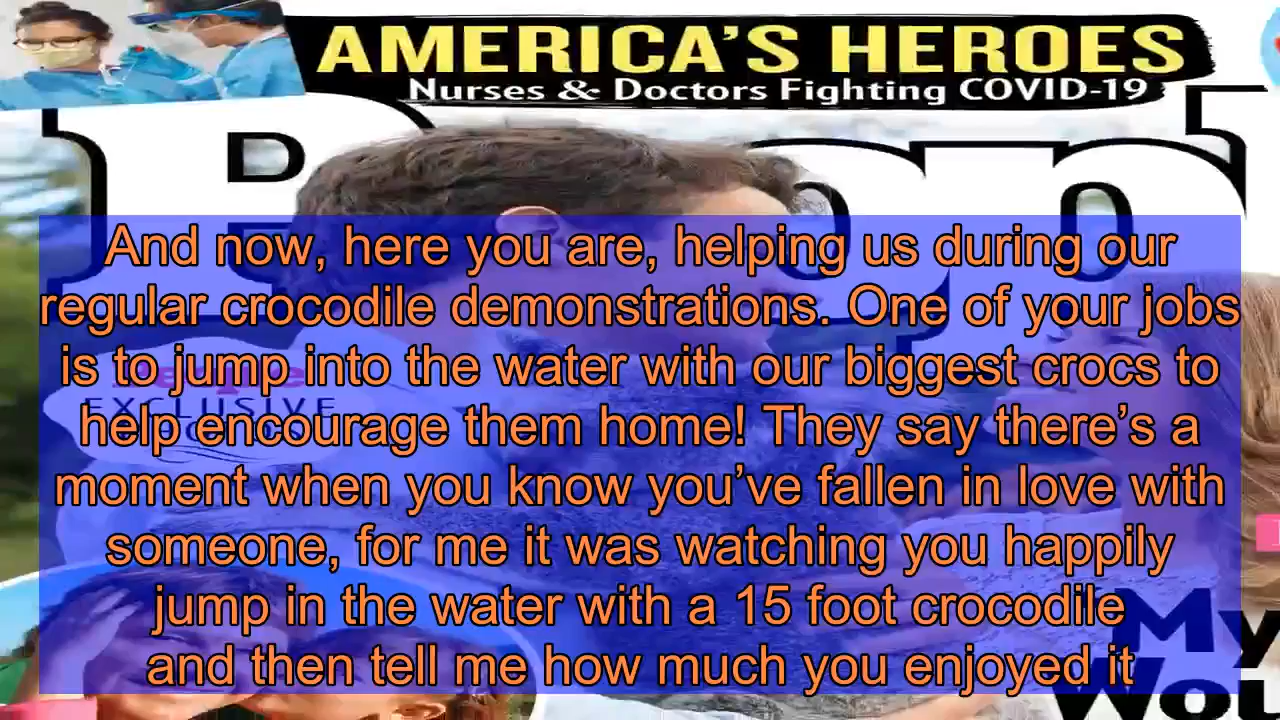 AMERICA'S HEROES
Nurses & Doctors Fighting COVID-19
And now, here you are, helping us during our
regular crocodile demonstrations. One of your jobs
is to jump into the water with our biggest crocs to
help encourage them home! They say there’s a
moment when you know you’ve fallen in love with
someone, for me it was watching you happily
jump in the water with a 15 foot crocodile
and then tell me how much you enjoyed it
EXCLUSIVE
My